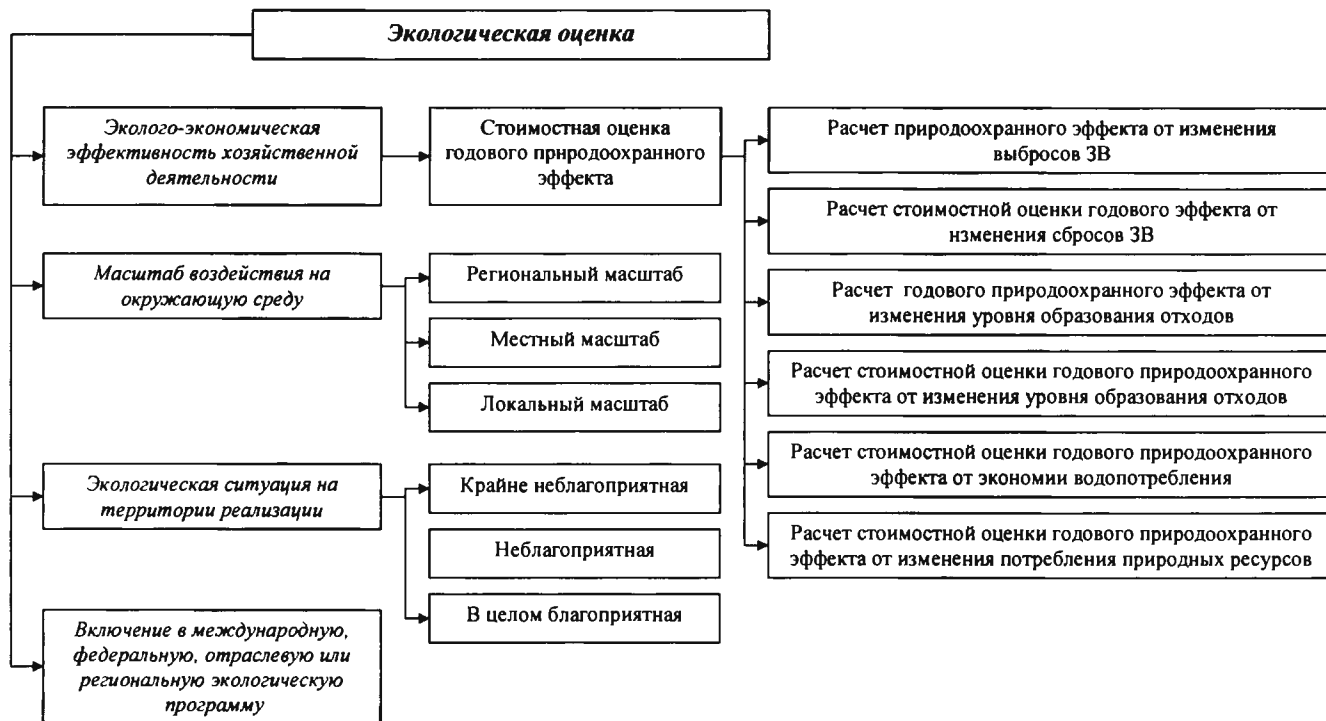 Экологическая оценка
Эколого-экономическая
эффективность хозяйственной
деятельности
Стоимостная оценка
годового природоохранного
эффекта
Расчет природоохранного эффекта от изменения
выбросов ЗВ
Расчет стоимостной оценки годового эффекта от
изменения сбросов ЗВ
Расчет годового природоохранного эффекта от
изменения уровня образования отходов
Расчет стоимостной оценки годового природоохранного
эффекта от изменения уровня образования отходов
Расчет стоимостной оценки годового природоохранного
эффекта от экономии водопотребления
Расчет стоимостной оценки годового природоохранного
эффекта от изменения потребления природных ресурсов
Масштаб воздействия на
окружающую среду
Региональный масштаб
Местный масштаб
Локальный масштаб
Экологическая ситуация на
территории реализации
Крайне неблагоприятная
Неблагоприятная
В целом благоприятная
Включение в международную,
федеральную, отраслевую или
региональную экологическую
программу